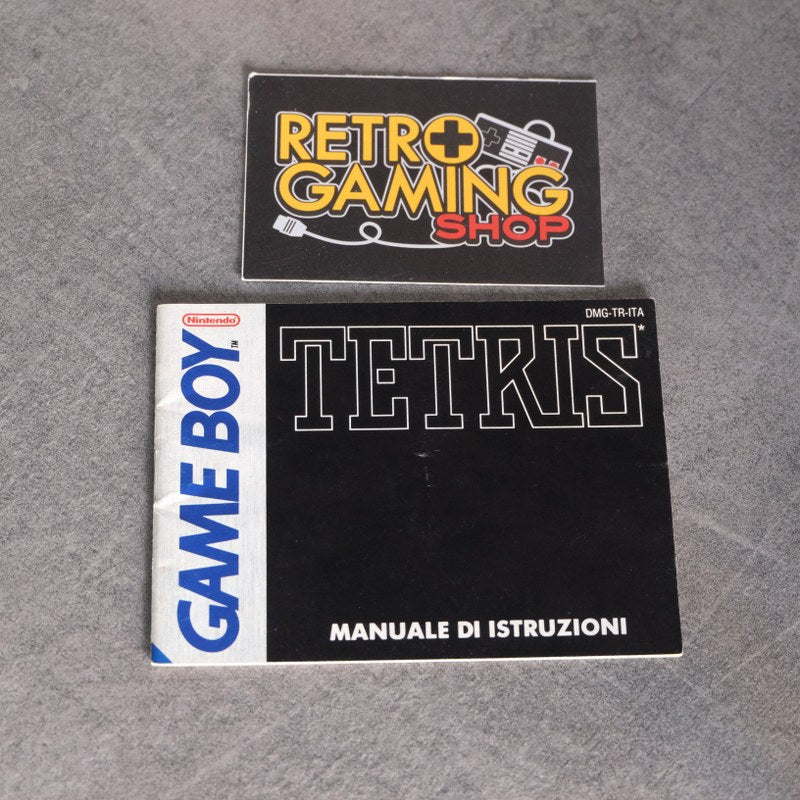 RETRO
GAMING
SHOP
Nintendo
GAME BOY™
DMG-TR-ITA
TETRIS*
MANUALE DI ISTRUZIONI